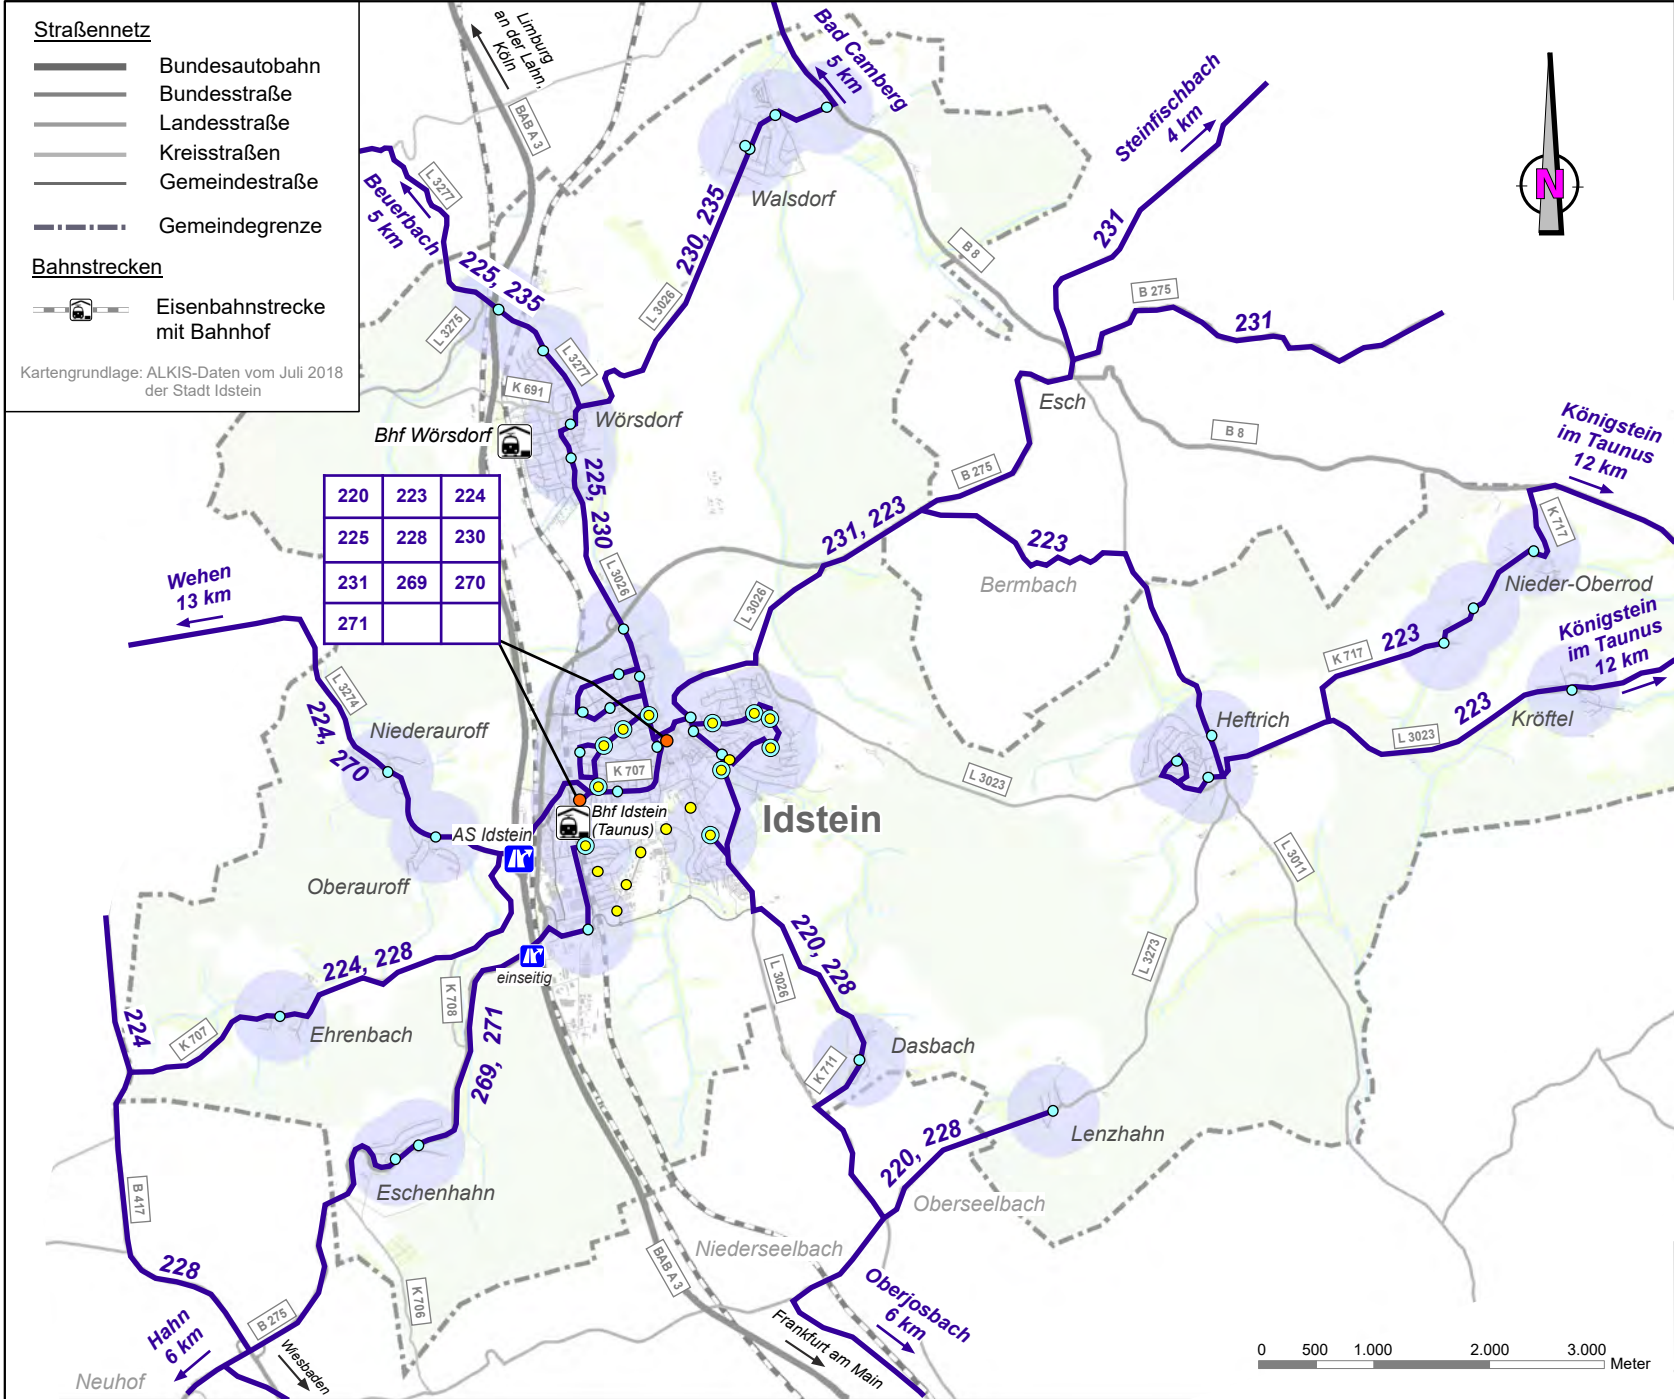 Straßennetz
Bundesautobahn
Bundesstraße
Landesstraße
Kreisstraßen
Gemeindestraße
Gemeindegrenze
Bahnstrecken
Eisenbahnstrecke
mit Bahnhof
Kartengrundlage: ALKIS-Daten vom Juli 2018
der Stadt Idstein
Limburg
an der Lahn,
Köln
BAB A 3
Bad Camberg
5 km
Steinfischbach
4 km
N
L 3277
Beuerbach
5 km
225, 235
L 3275
L 3277
K 691
230, 235
L 3026
Walsdorf
B 8
231
B 275
231
Esch
B 8
B 275
Wörsdorf
Bhf Wörsdorf
225, 230
L 3026
220 223 224
225 228 230
231 269 270
271
Wehen
13 km
L 3274
224, 270
Niederauroff
Oberauroff
AS Idstein
K 707
Bhf Idstein
(Taunus)
Idstein
231, 223
L 3026
223
Bermbach
Königstein
im Taunus
12 km
K 717
Nieder-Oberrod
Königstein
im Taunus
12 km
223
K 717
Heftrich
223
L 3023
Kröftel
L 3023
L 3011
L 3273
einseitig
224, 228
K 708
224
K 707
Ehrenbach
269, 271
220, 228
L 3026
Dasbach
K 711
Lenzhahn
220, 228
Oberseelbach
Niederseelbach
Eschenhahn
B 417
228
K 706
B 275
Hahn
6 km
Wiesbaden
Neuhof
BAB A 3
Oberjosbach
6 km
Frankfurt am Main
0 500 1.000 2.000 3.000 Meter